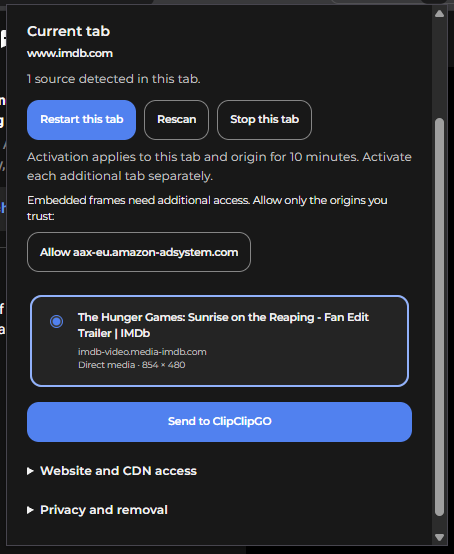 Current tab
www.imdb.com
1 source detected in this tab.
Restart this tab
Rescan
Stop this tab
Activation applies to this tab and origin for 10 minutes. Activate
each additional tab separately.
Embedded frames need additional access. Allow only the origins you
trust:
Allow aax-eu.amazon-adsystem.com
The Hunger Games: Sunrise on the Reaping - Fan Edit
Trailer | IMDb
imdb-video.media-imdb.com
Direct media · 854 × 480
Send to ClipClipGO
Website and CDN access
Privacy and removal